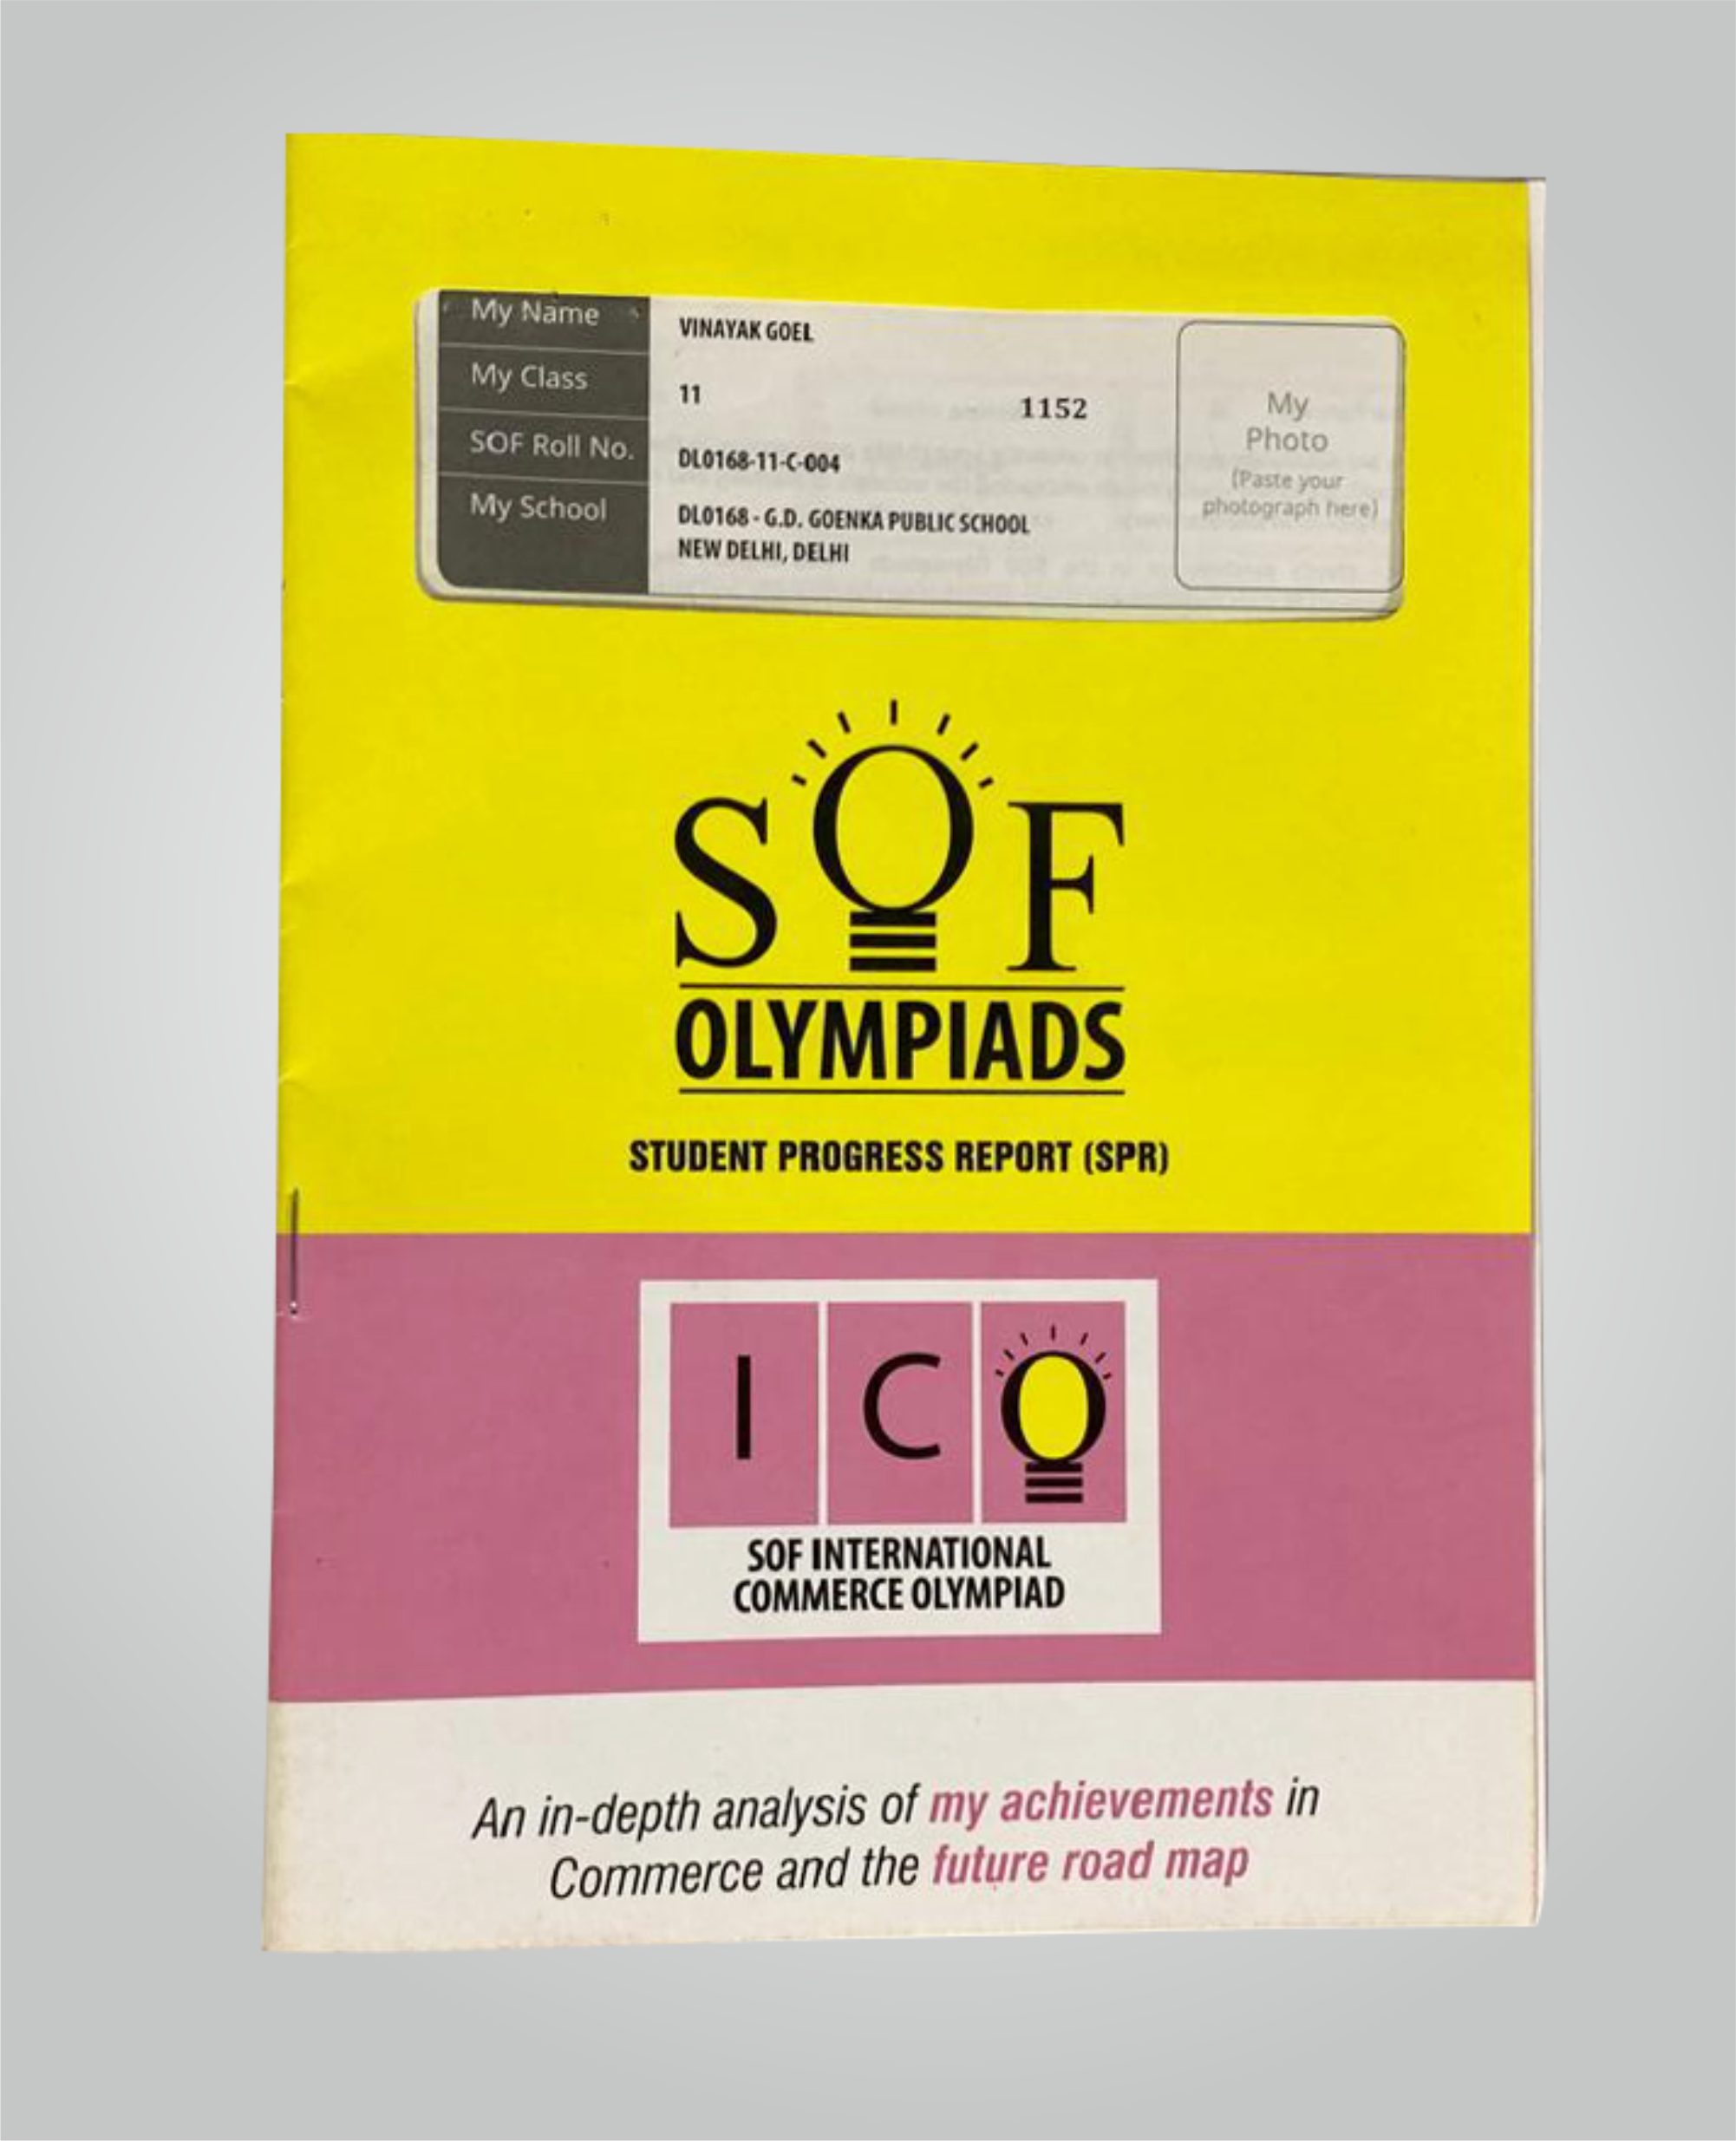 My Name VINAYAK GOEL
My Class 11 1152
SOF Roll No. DL0168-11-C-004
My School DL0168 - G.D. GOENKA PUBLIC SCHOOL
NEW DELHI, DELHI
My
Photo
(Paste your
photograph here)
SOF
OLYMPIADS
STUDENT PROGRESS REPORT (SPR)
ICO
SOF INTERNATIONAL
COMMERCE OLYMPIAD
An in-depth analysis of my achievements in
Commerce and the future road map